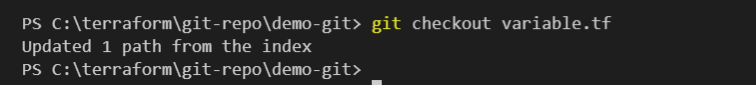 PS C:\terraform\git-repo\demo-git> git checkout variable.tf
Updated 1 path from the index
PS C:\terraform\git-repo\demo-git>